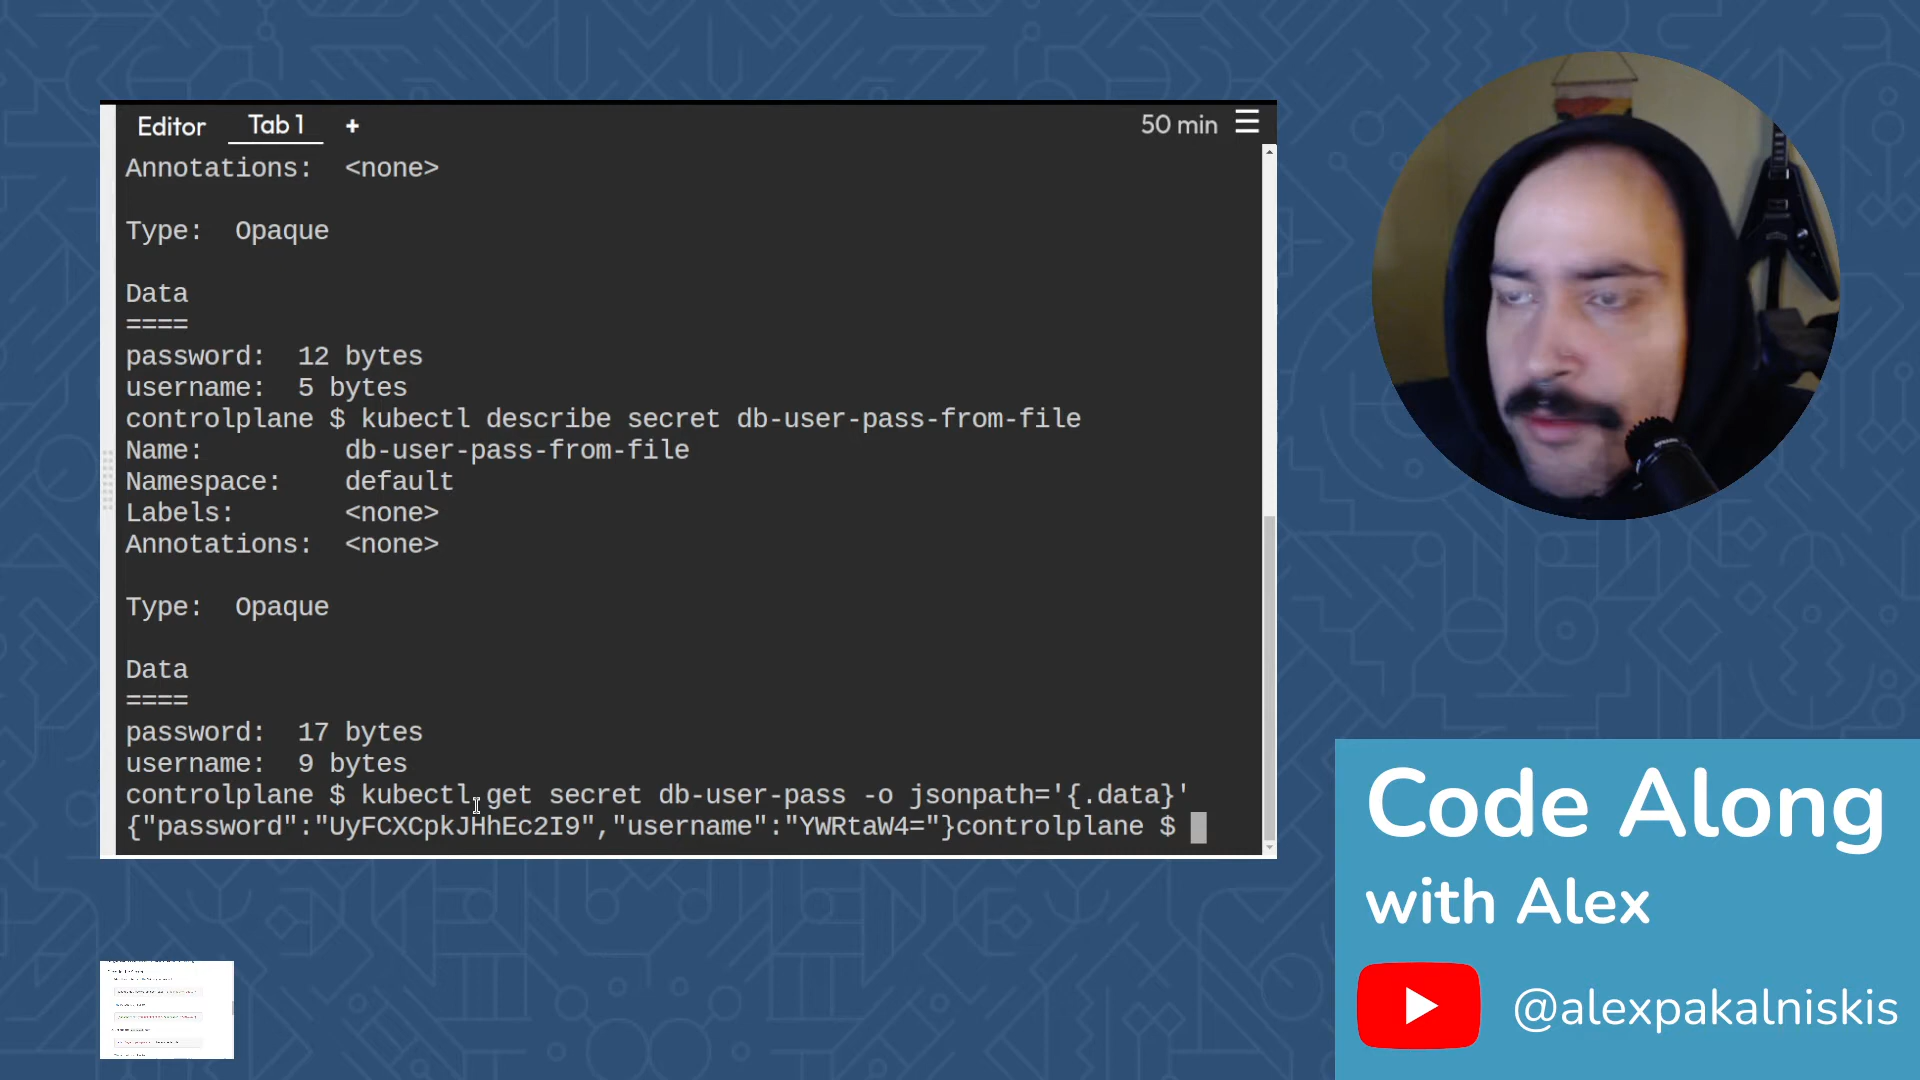 Editor Tab 1 + 50 min
Annotations: <none>
Type: Opaque
Data
====
password: 12 bytes
username: 5 bytes
controlplane $ kubectl describe secret db-user-pass-from-file
Name: db-user-pass-from-file
Namespace: default
Labels: <none>
Annotations: <none>
Type: Opaque
Data
====
password: 17 bytes
username: 9 bytes
controlplane $ kubectl get secret db-user-pass -o jsonpath='{.data}'
{"password":"UyFCXCpkJHhEc2I9","username":"YWRtaW4="}controlplane $
Code Along
with Alex
@alexpakalniskis